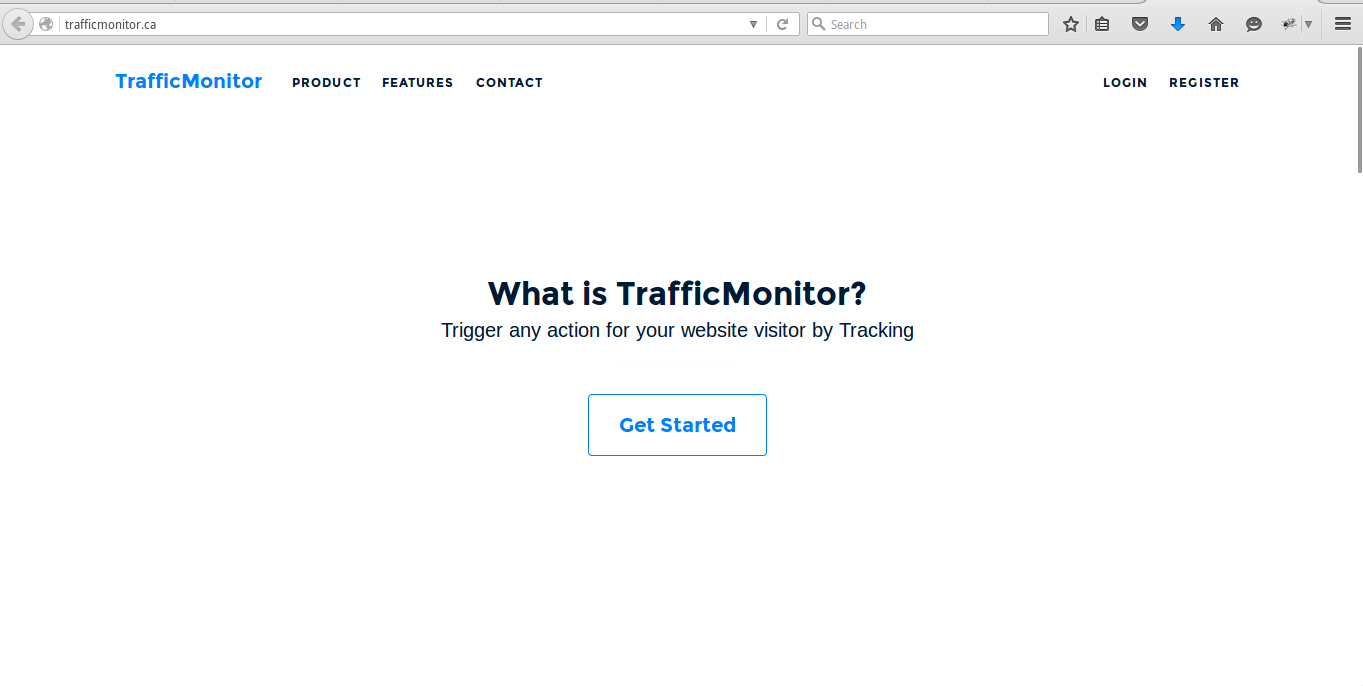 trafficmonitor.ca
Search
TrafficMonitor PRODUCT FEATURES CONTACT LOGIN REGISTER
What is TrafficMonitor?
Trigger any action for your website visitor by Tracking
Get Started